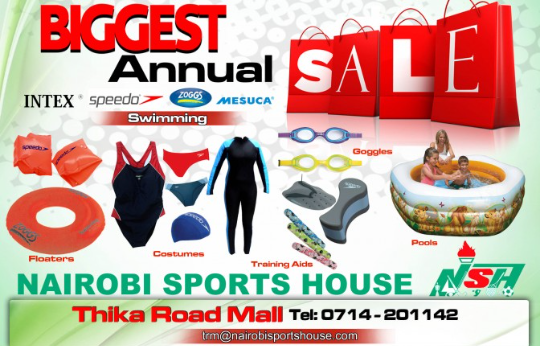 BIGGEST
Annual
SALE
INTEX® speedo ZOGGS MESUCA®
Swimming
speedo
Goggles
Floaters
Costumes
Training Aids
Pools
NAIROBI SPORTS HOUSE
NSH
Thika Road Mall Tel: 0714 - 201142
trm@nairobisportshouse.com